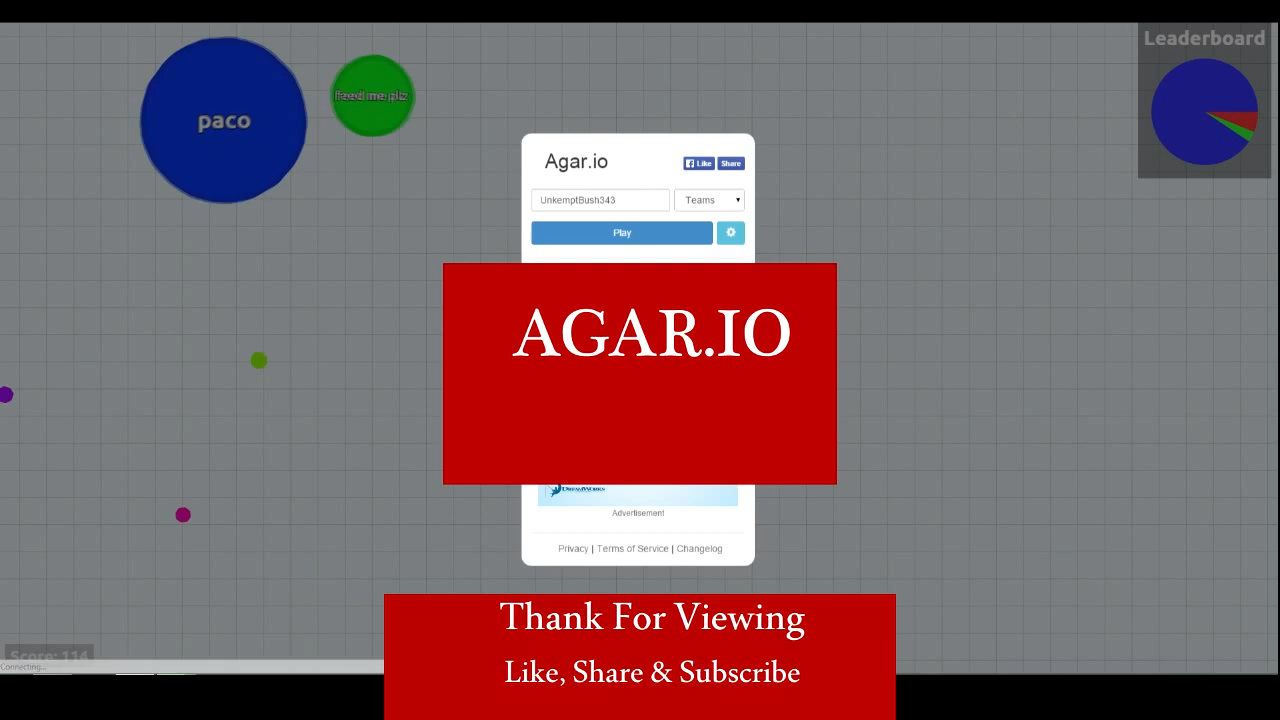 Leaderboard
paco
feed me plz
Agar.io
Like Share
UnkemptBush343
Teams
Play
AGAR.IO
DREAMWORKS
Advertisement
Privacy | Terms of Service | Changelog
Thank For Viewing
Like, Share & Subscribe
Score: 114
Connecting...